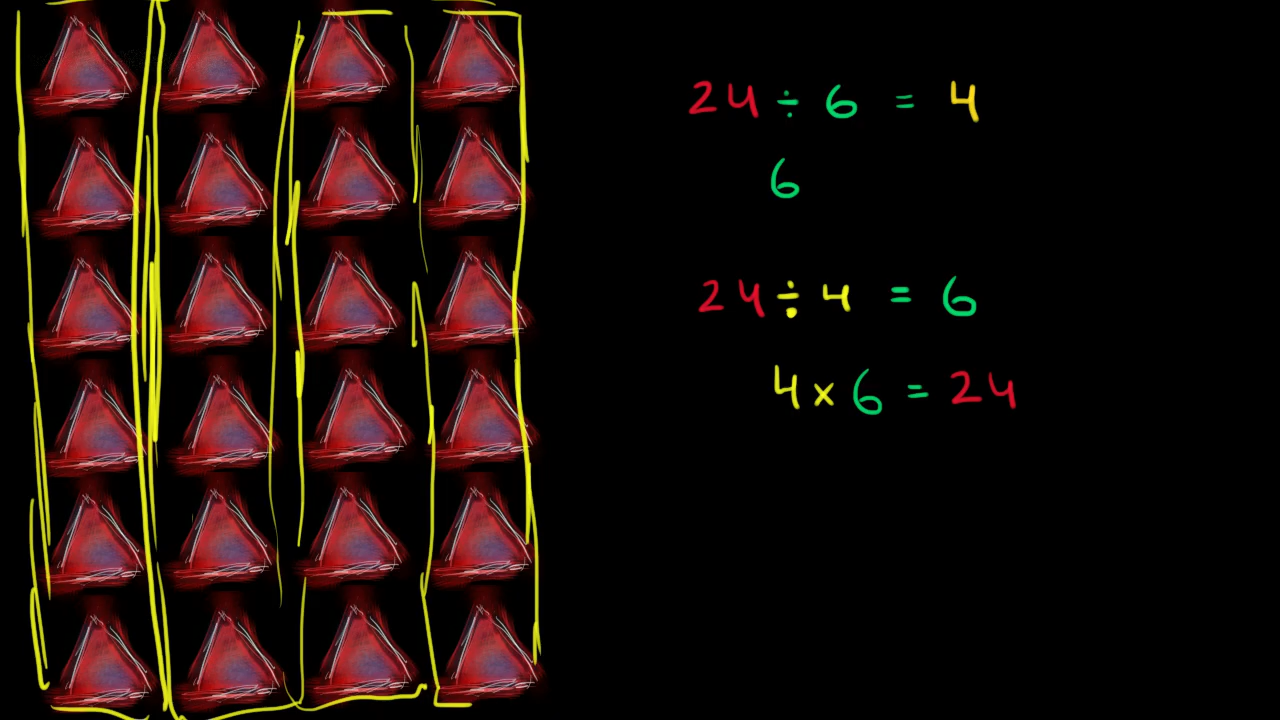 24 ÷ 6 = 4
6
24 ÷ 4 = 6
4 × 6 = 24